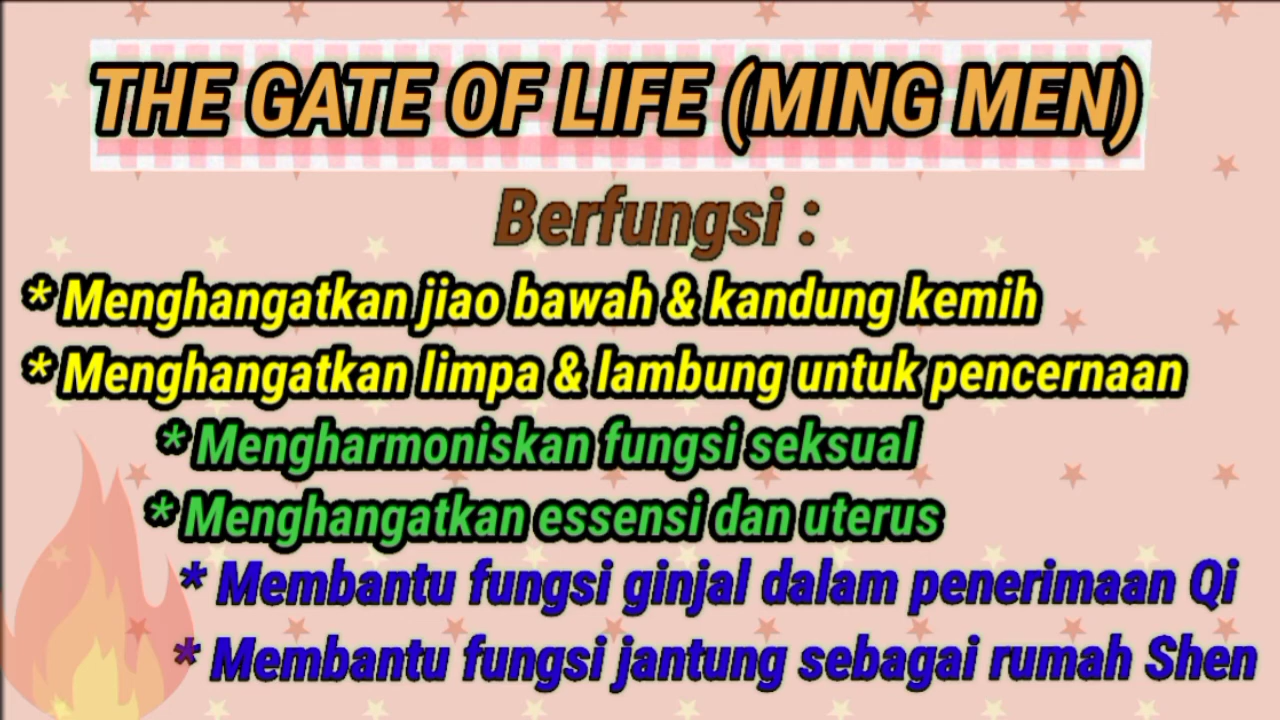 THE GATE OF LIFE (MING MEN)
Berfungsi :
* Menghangatkan jiao bawah & kandung kemih
* Menghangatkan limpa & lambung untuk pencernaan
* Mengharmoniskan fungsi seksual
* Menghangatkan essensi dan uterus
* Membantu fungsi ginjal dalam penerimaan Qi
* Membantu fungsi jantung sebagai rumah Shen